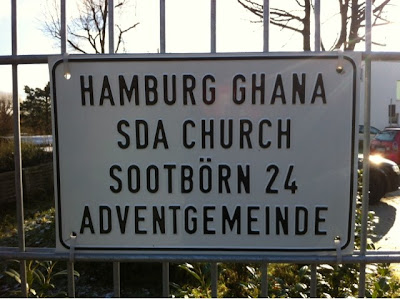 HAMBURG GHANA
SDA CHURCH
SOOTBÖRN 24
ADVENTGEMEINDE